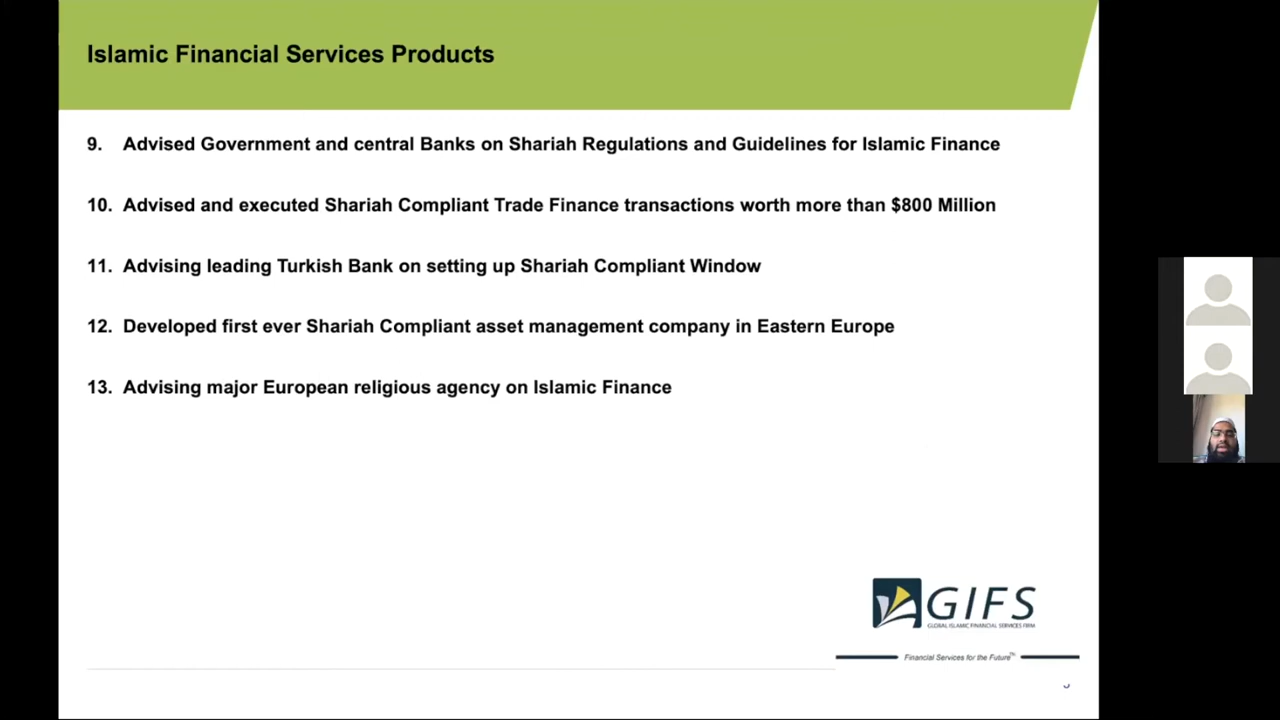 Islamic Financial Services Products
9. Advised Government and central Banks on Shariah Regulations and Guidelines for Islamic Finance
10. Advised and executed Shariah Compliant Trade Finance transactions worth more than $800 Million
11. Advising leading Turkish Bank on setting up Shariah Compliant Window
12. Developed first ever Shariah Compliant asset management company in Eastern Europe
13. Advising major European religious agency on Islamic Finance
GIFS
GLOBAL ISLAMIC FINANCIAL SERVICES FIRM
Financial Services for the Future™